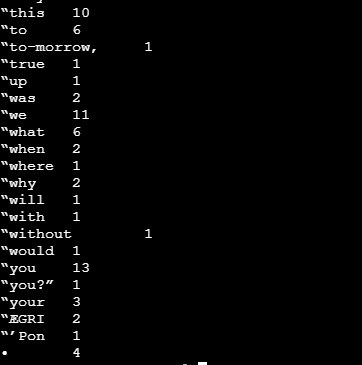 “this 10
“to 6
“to-morrow, 1
“true 1
“up 1
“was 2
“we 11
“what 6
“when 2
“where 1
“why 2
“will 1
“with 1
“without 1
“would 1
“you 13
“you?” 1
“your 3
“ÆGRI 2
“’Pon 1
• 4